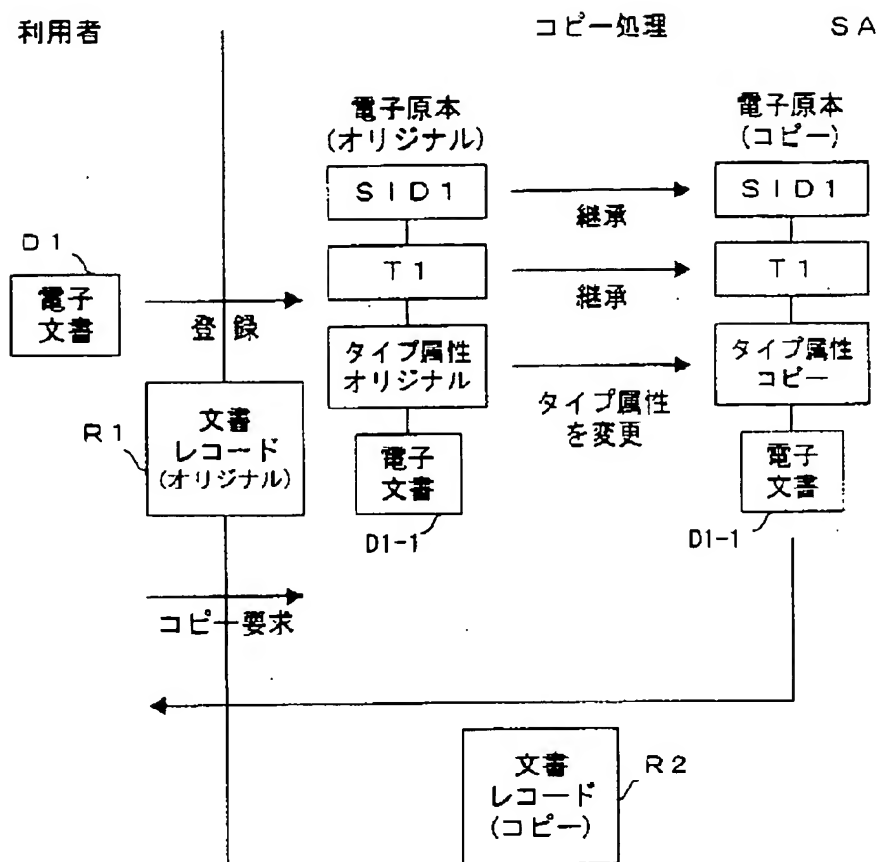 利用者
コピー処理
SA
電子原本
(オリジナル)
電子原本
(コピー)
SID1
SID1
継承
D1
T1
T1
電子
文書
登録
継承
タイプ属性
オリジナル
タイプ属性
コピー
タイプ属性
を変更
R1
文書
レコード
(オリジナル)
電子
文書
電子
文書
D1-1
D1-1
コピー要求
文書
レコード
(コピー)
R2